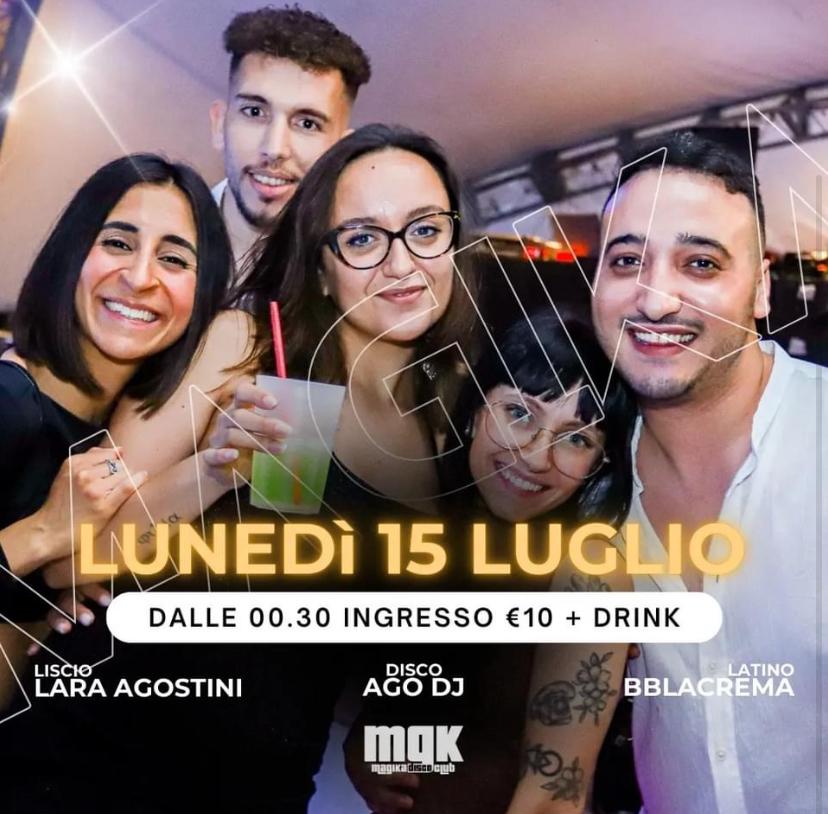 MAGIKA
LUNEDÌ 15 LUGLIO
DALLE 00.30 INGRESSO €10 + DRINK
LISCIO
LARA AGOSTINI
DISCO
AGO DJ
LATINO
BBLACREMA
mgk
magika disco club